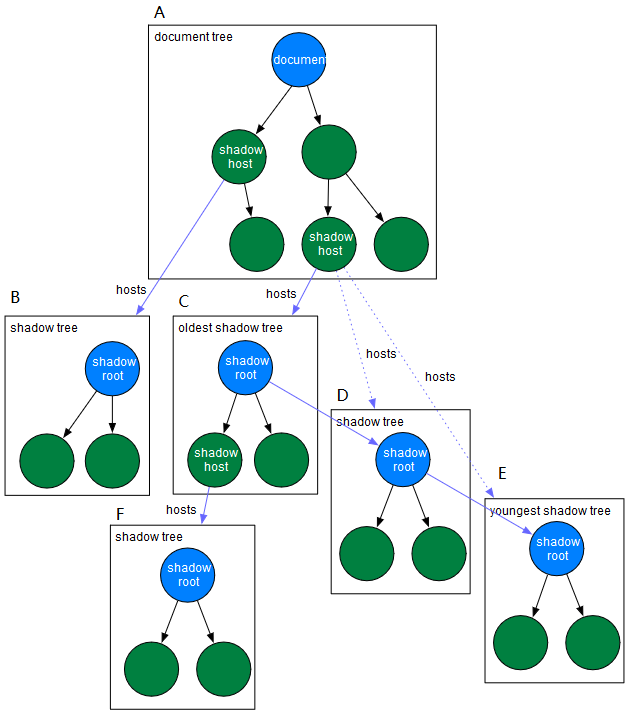 A
document tree
document
shadow
host
shadow
host
hosts
hosts
hosts
hosts
B
shadow tree
shadow
root
C
oldest shadow tree
shadow
root
shadow
host
hosts
D
shadow tree
shadow
root
E
youngest shadow tree
shadow
root
F
shadow tree
shadow
root